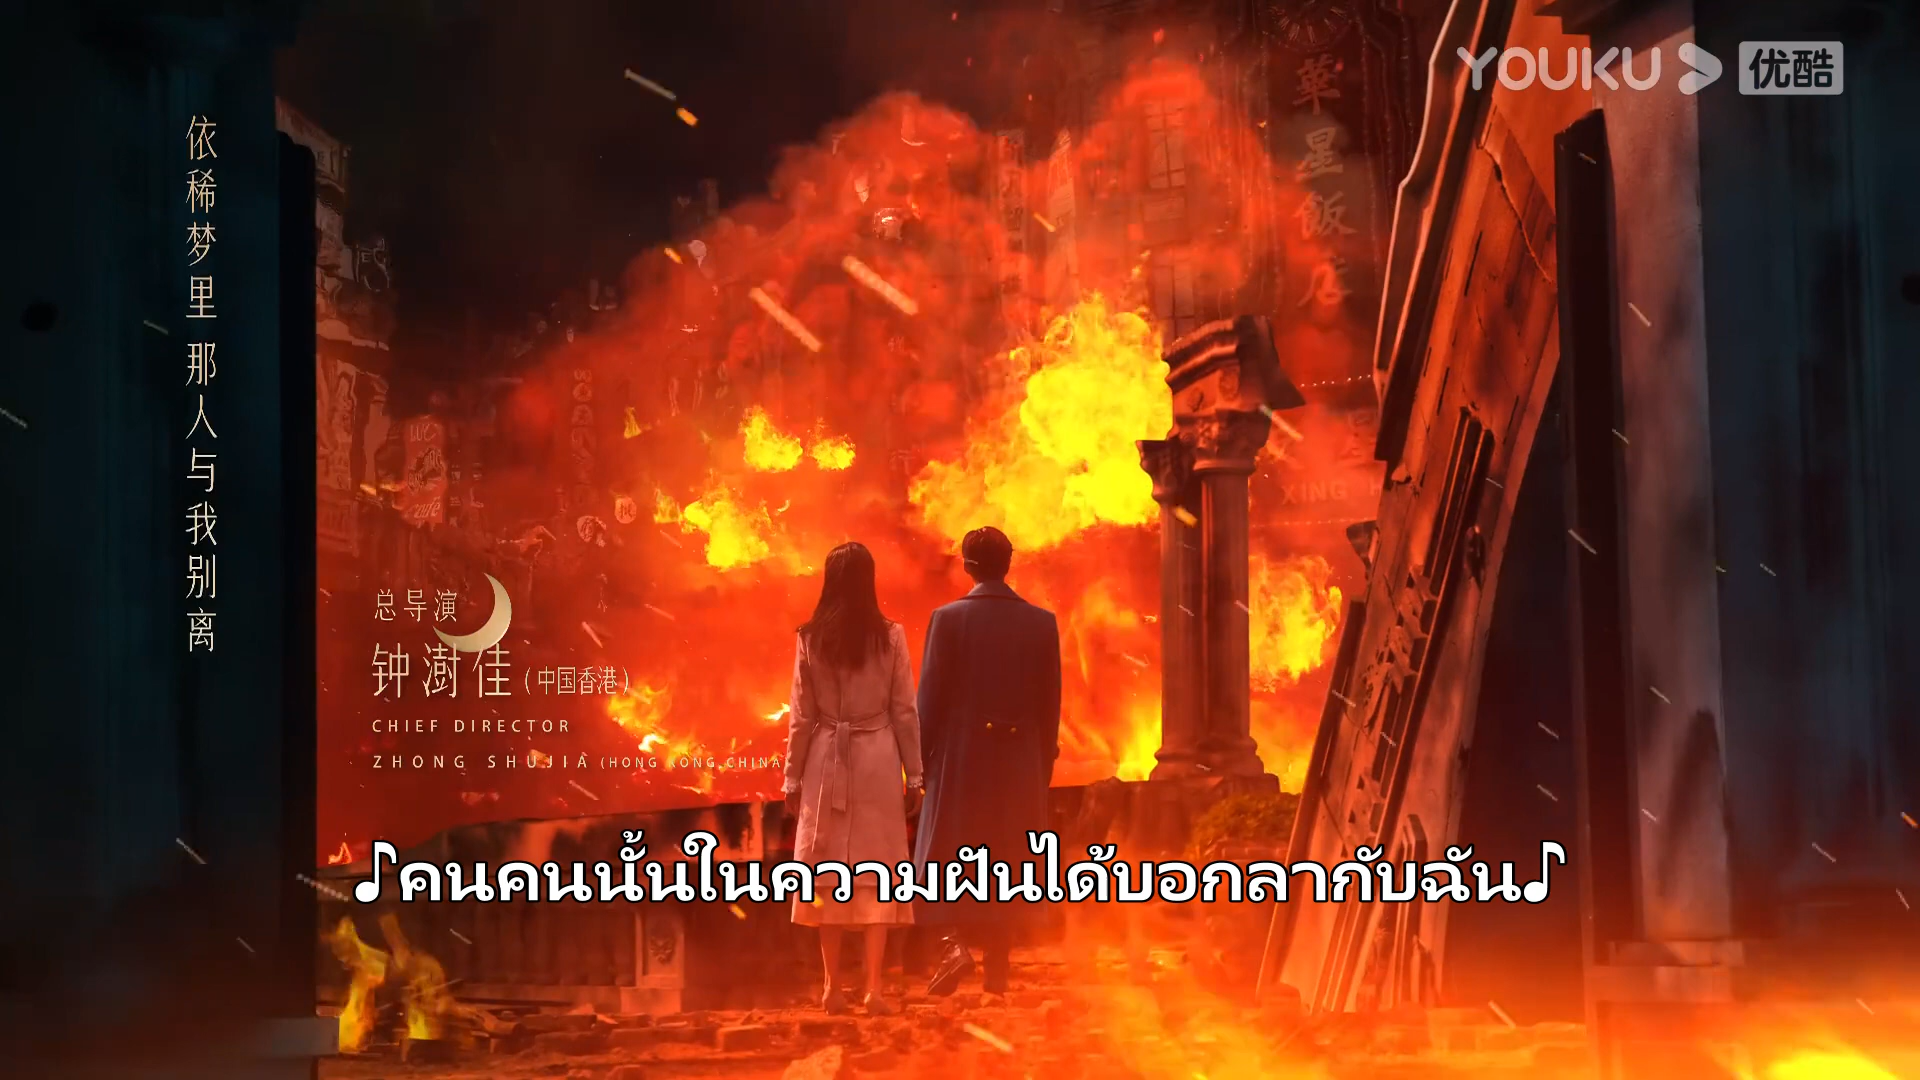 YOUKU 优酷
依稀梦里 那人与我别离
華星飯店
XING
总导演
钟澍佳(中国香港)
CHIEF DIRECTOR
ZHONG SHUJIA (HONG KONG,CHINA)
♪คนคนนั้นในความฝันได้บอกลากับฉัน♪